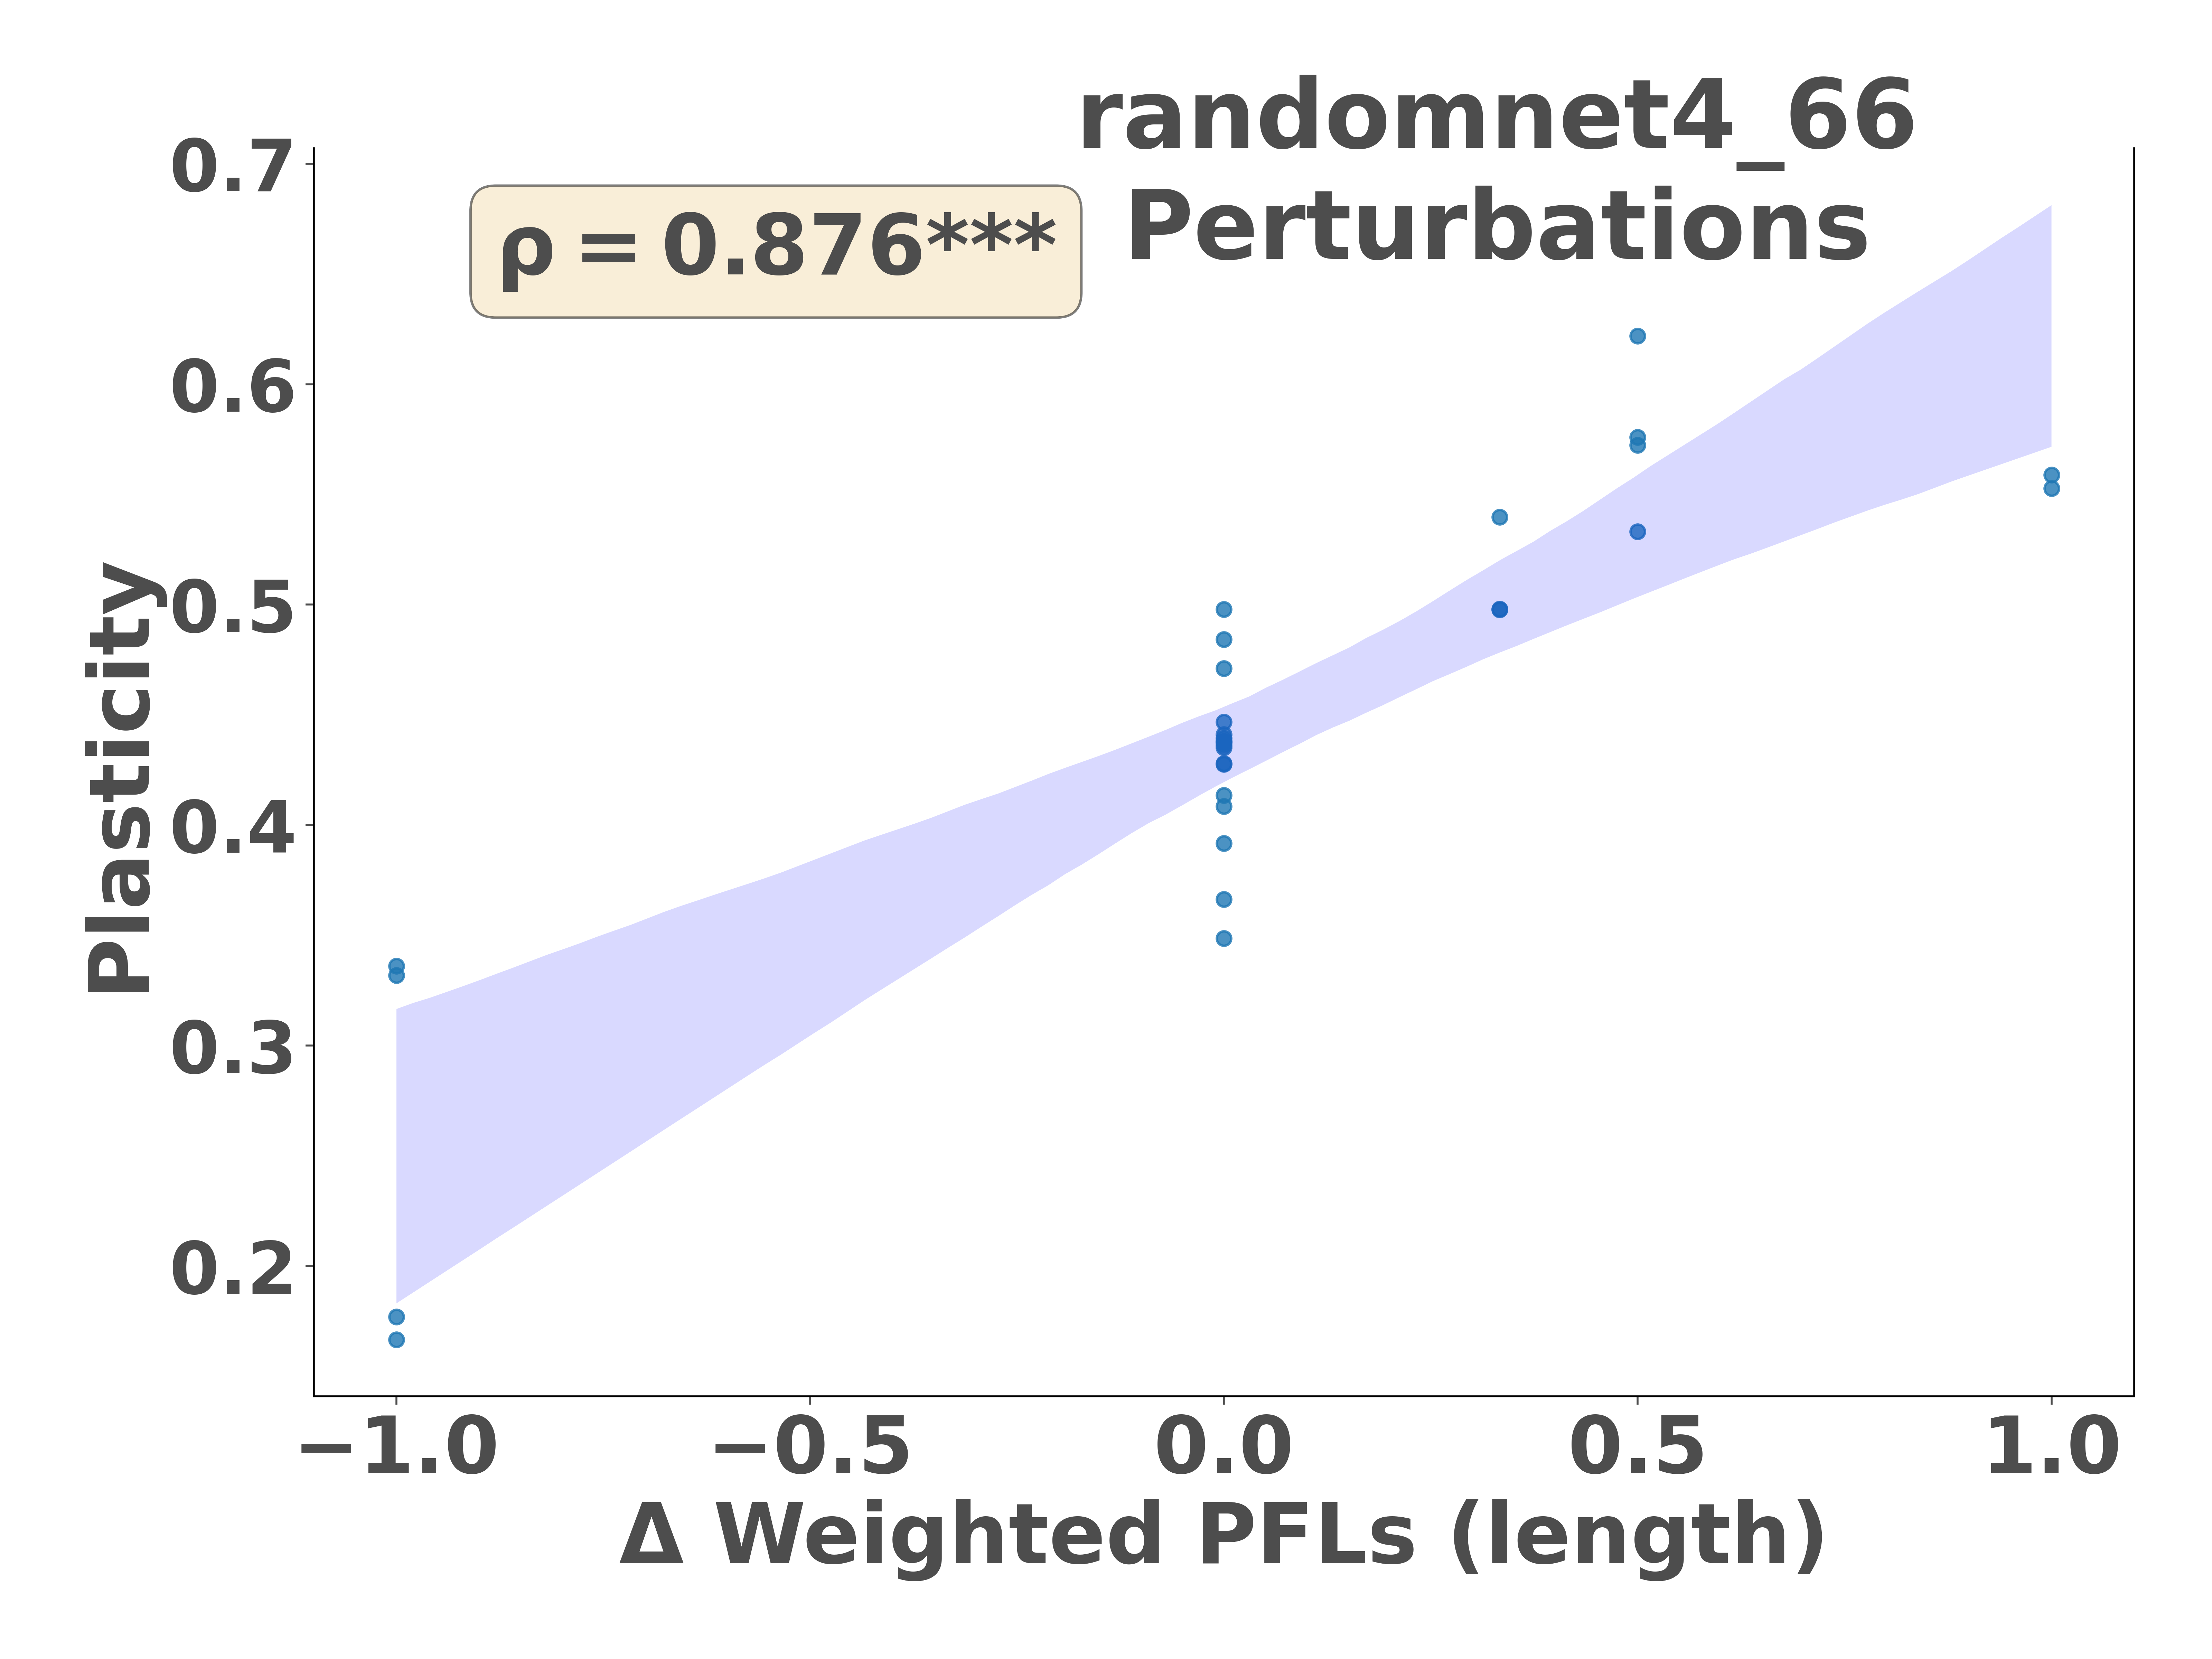 randomnet4_66
Perturbations
ρ = 0.876***
Plasticity
0.7
0.6
0.5
0.4
0.3
0.2
−1.0
−0.5
0.0
0.5
1.0
Δ Weighted PFLs (length)